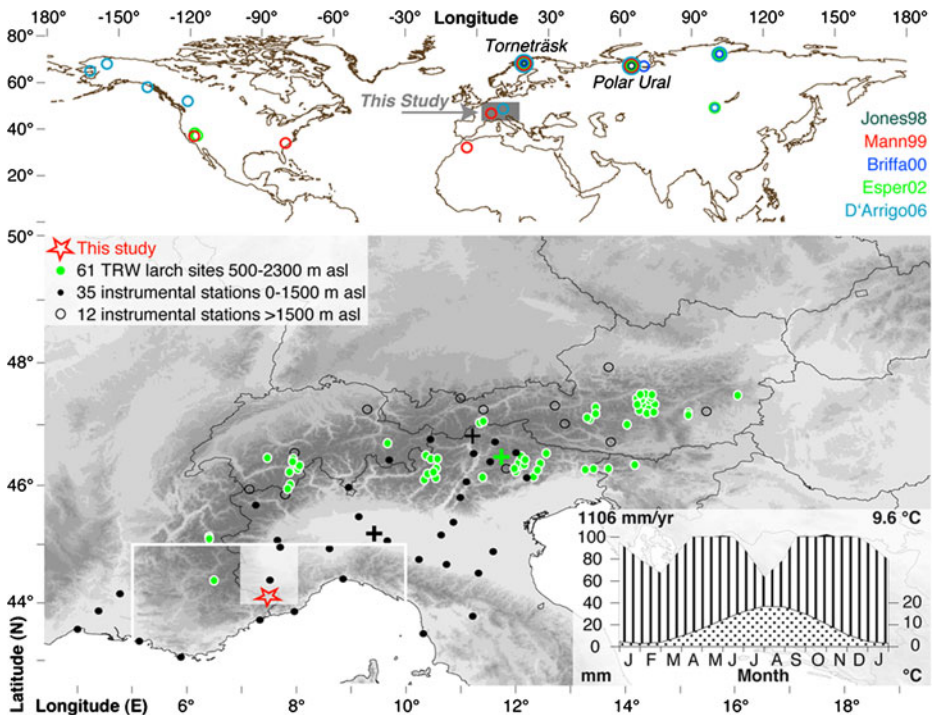 180° -150° -120° -90° -60° -30° Longitude 30° 60° 90° 120° 150° 180°
80°
60°
40°
20°
Torneträsk
Polar Ural
This Study
Jones98
Mann99
Briffa00
Esper02
D'Arrigo06
50°
48°
46°
44°
Latitude (N)
This study
61 TRW larch sites 500-2300 m asl
35 instrumental stations 0-1500 m asl
12 instrumental stations >1500 m asl
1106 mm/yr 9.6 °C
100 100
80
60
40
20 20
0 0
J F M A M J J A S O N D J
mm Month °C
Longitude (E) 6° 8° 10° 12° 14° 16° 18°